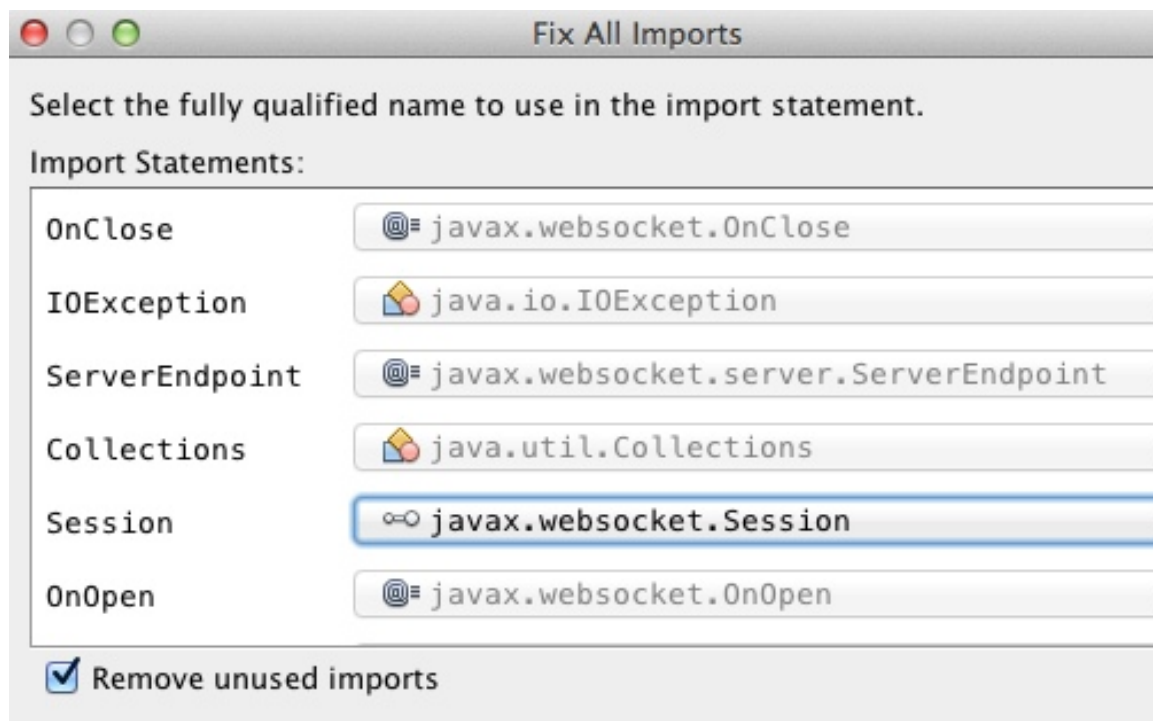 Fix All Imports
Select the fully qualified name to use in the import statement.
Import Statements:
OnClose javax.websocket.OnClose
IOException java.io.IOException
ServerEndpoint javax.websocket.server.ServerEndpoint
Collections java.util.Collections
Session javax.websocket.Session
OnOpen javax.websocket.OnOpen
Remove unused imports